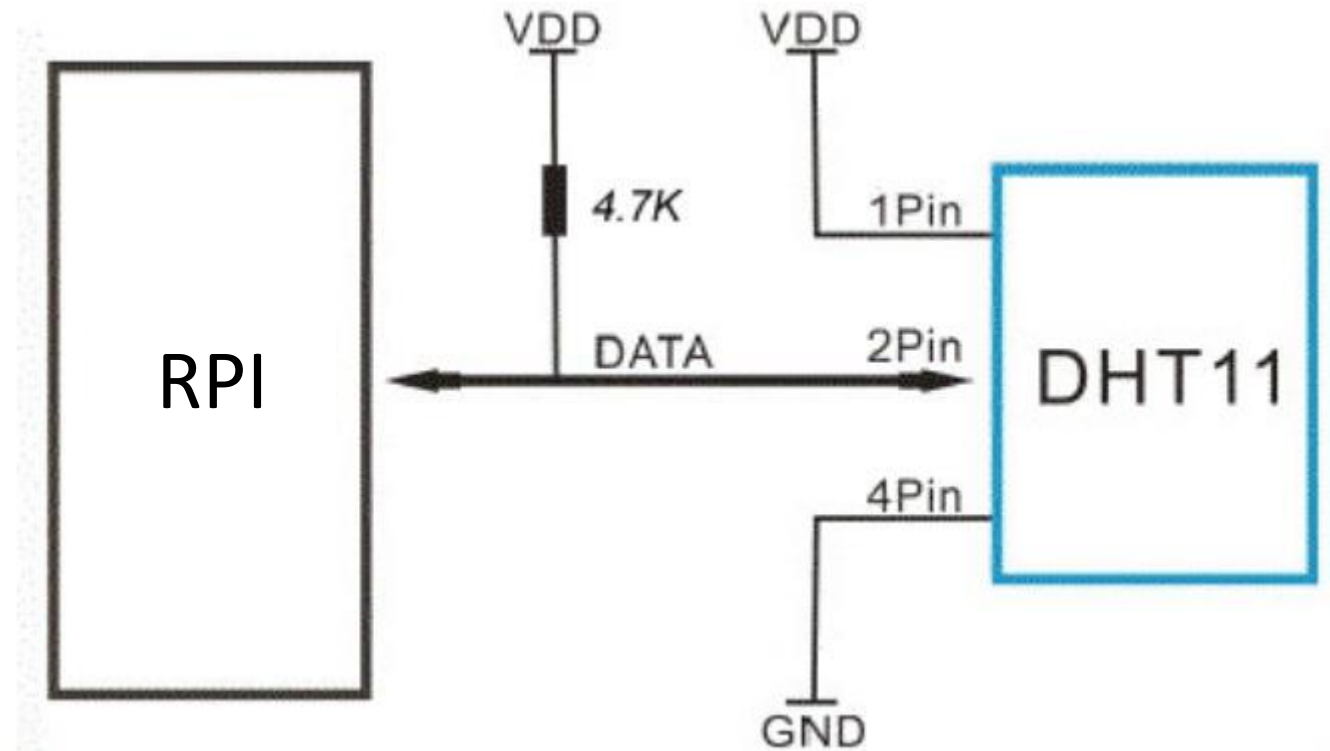 VDD
VDD
4.7K
1Pin
DATA
2Pin
RPI
DHT11
4Pin
GND